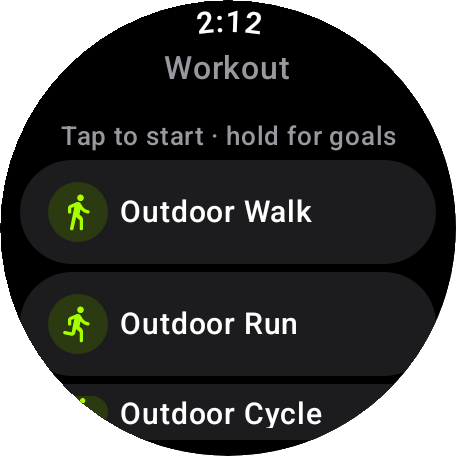 2:12
Workout
Tap to start · hold for goals
Outdoor Walk
Outdoor Run
Outdoor Cycle